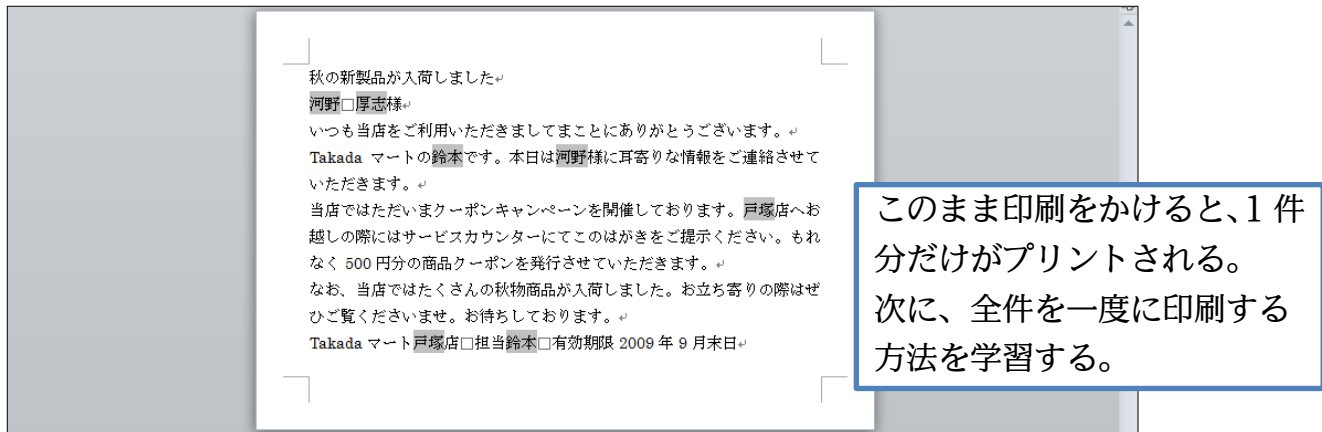 秋の新製品が入荷しました↵
河野□厚志様↵
いつも当店をご利用いただきましてまことにありがとうございます。↵
Takada マートの鈴本です。本日は河野様に耳寄りな情報をご連絡させて
いただきます。↵
当店ではただいまクーポンキャンペーンを開催しております。戸塚店へお
越しの際にはサービスカウンターにてこのはがきをご提示ください。もれ
なく 500 円分の商品クーポンを発行させていただきます。↵
なお、当店ではたくさんの秋物商品が入荷しました。お立ち寄りの際はぜ
ひご覧くださいませ。お待ちしております。↵
Takada マート戸塚店□担当鈴本□有効期限 2009 年 9 月末日↵
このまま印刷をかけると、1 件
分だけがプリントされる。
次に、全件を一度に印刷する
方法を学習する。